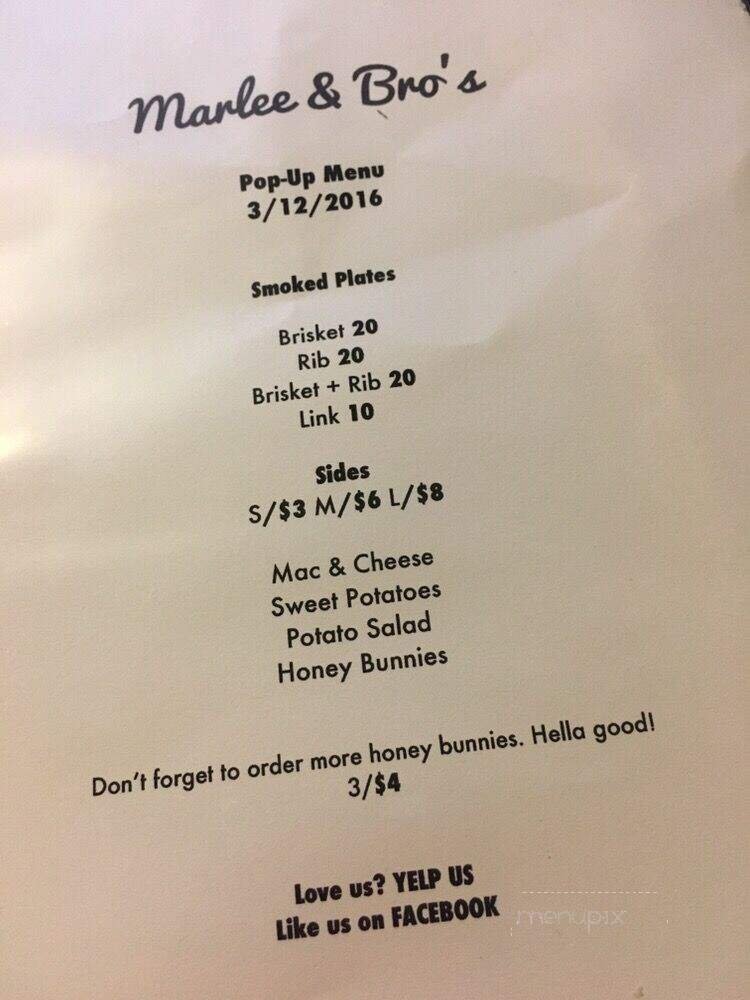 Marlee & Bro's
Pop-Up Menu
3/12/2016
Smoked Plates
Brisket 20
Rib 20
Brisket + Rib 20
Link 10
Sides
S/$3 M/$6 L/$8
Mac & Cheese
Sweet Potatoes
Potato Salad
Honey Bunnies
Don't forget to order more honey bunnies. Hella good!
3/$4
Love us? YELP US
Like us on FACEBOOK
menupix